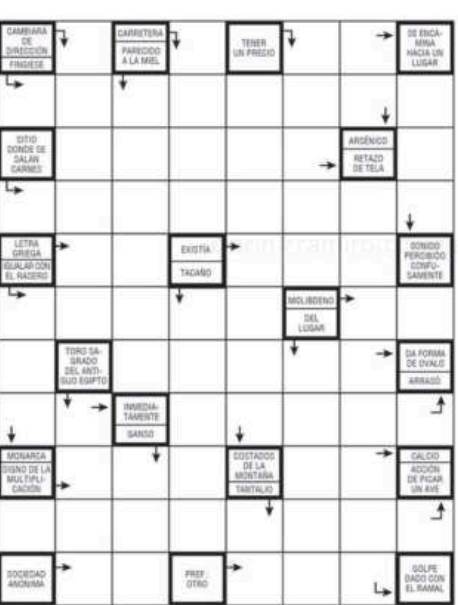 CAMBIARA
DE
DIRECCIÓN
FINGIESE
CARRETERA
PARECIDO
A LA MIEL
TENER
UN PRECIO
SE ENCA-
MINA
HACIA UN
LUGAR
SITIO
DONDE SE
SALAN
CARNES
ARSÉNICO
RETAZO
DE TELA
LETRA
GRIEGA
IGUALAR CON
EL RASERO
EXISTÍA
TACAÑO
SONIDO
PERCIBIDO
CONFU-
SAMENTE
MOLIBDENO
DEL
LUGAR
TORO SA-
GRADO
DEL ANTI-
GUO EGIPTO
DA FORMA
DE OVALO
ARRASÓ
INMEDIA-
TAMENTE
GANSO
MONARCA
SIGNO DE LA
MULTIPLI-
CACIÓN
COSTADOS
DE LA
MONTAÑA
TANTALIO
CALCIO
ACCIÓN
DE PICAR
UN AVE
SOCIEDAD
ANÓNIMA
PREF.:
OTRO
GOLPE
DADO CON
EL RAMAL